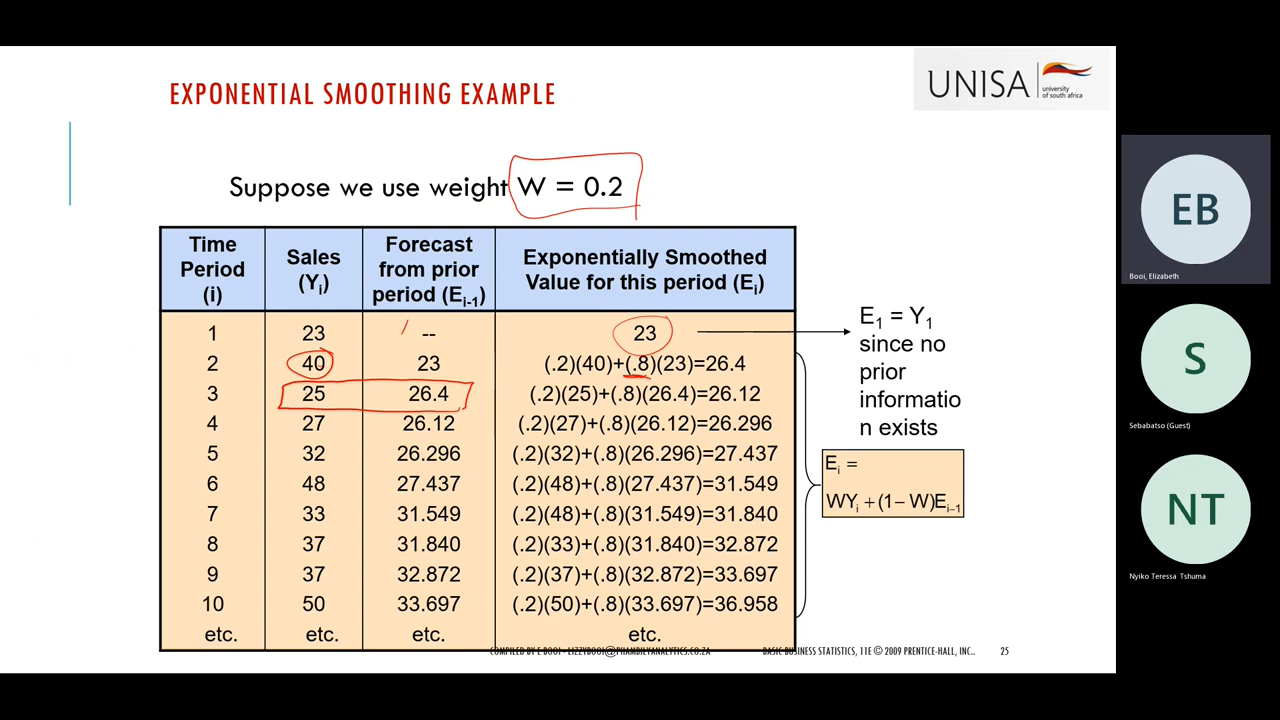 EXPONENTIAL SMOOTHING EXAMPLE
UNISA
university
of south africa
Suppose we use weight W = 0.2
Time Period (i) Sales (Yi) Forecast from prior period (Ei-1) Exponentially Smoothed Value for this period (Ei)
1 23 -- 23
2 40 23 (.2)(40)+(.8)(23)=26.4
3 25 26.4 (.2)(25)+(.8)(26.4)=26.12
4 27 26.12 (.2)(27)+(.8)(26.12)=26.296
5 32 26.296 (.2)(32)+(.8)(26.296)=27.437
6 48 27.437 (.2)(48)+(.8)(27.437)=31.549
7 33 31.549 (.2)(48)+(.8)(31.549)=31.840
8 37 31.840 (.2)(33)+(.8)(31.840)=32.872
9 37 32.872 (.2)(37)+(.8)(32.872)=33.697
10 50 33.697 (.2)(50)+(.8)(33.697)=36.958
etc. etc. etc. etc.
E1 = Y1
since no
prior
informatio
n exists
Ei =
WYi + (1− W)Ei−1
COMPILED BY E BOOI - LIZZYBOOI@PHAMBILYANALYTICS.CO.ZA
BASIC BUSINESS STATISTICS, 11E © 2009 PRENTICE-HALL, INC..
25
EB
Booi, Elizabeth
S
Sebabatso (Guest)
NT
Nyiko Teressa Tshuma